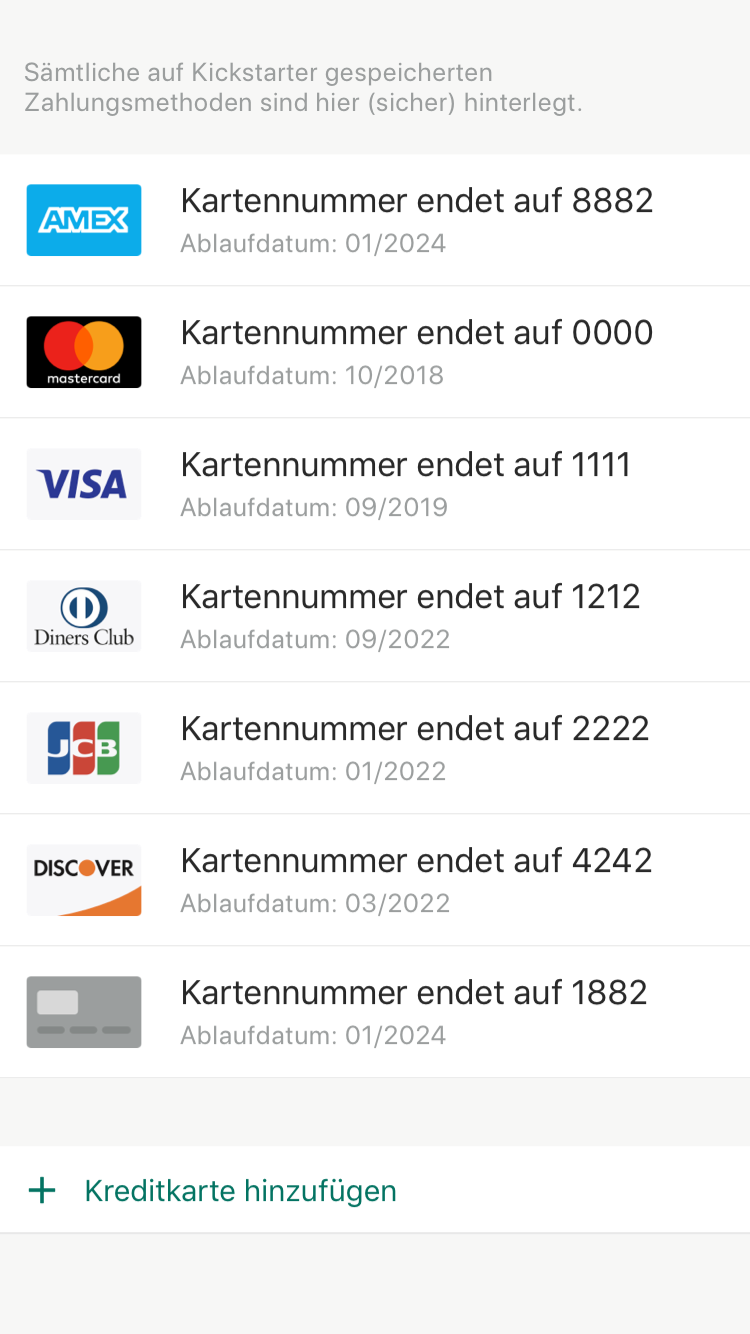 Sämtliche auf Kickstarter gespeicherten
Zahlungsmethoden sind hier (sicher) hinterlegt.
AMEX
Kartennummer endet auf 8882
Ablaufdatum: 01/2024
mastercard
Kartennummer endet auf 0000
Ablaufdatum: 10/2018
VISA
Kartennummer endet auf 1111
Ablaufdatum: 09/2019
Diners Club
Kartennummer endet auf 1212
Ablaufdatum: 09/2022
JCB
Kartennummer endet auf 2222
Ablaufdatum: 01/2022
DISCOVER
Kartennummer endet auf 4242
Ablaufdatum: 03/2022
Kartennummer endet auf 1882
Ablaufdatum: 01/2024
+ Kreditkarte hinzufügen